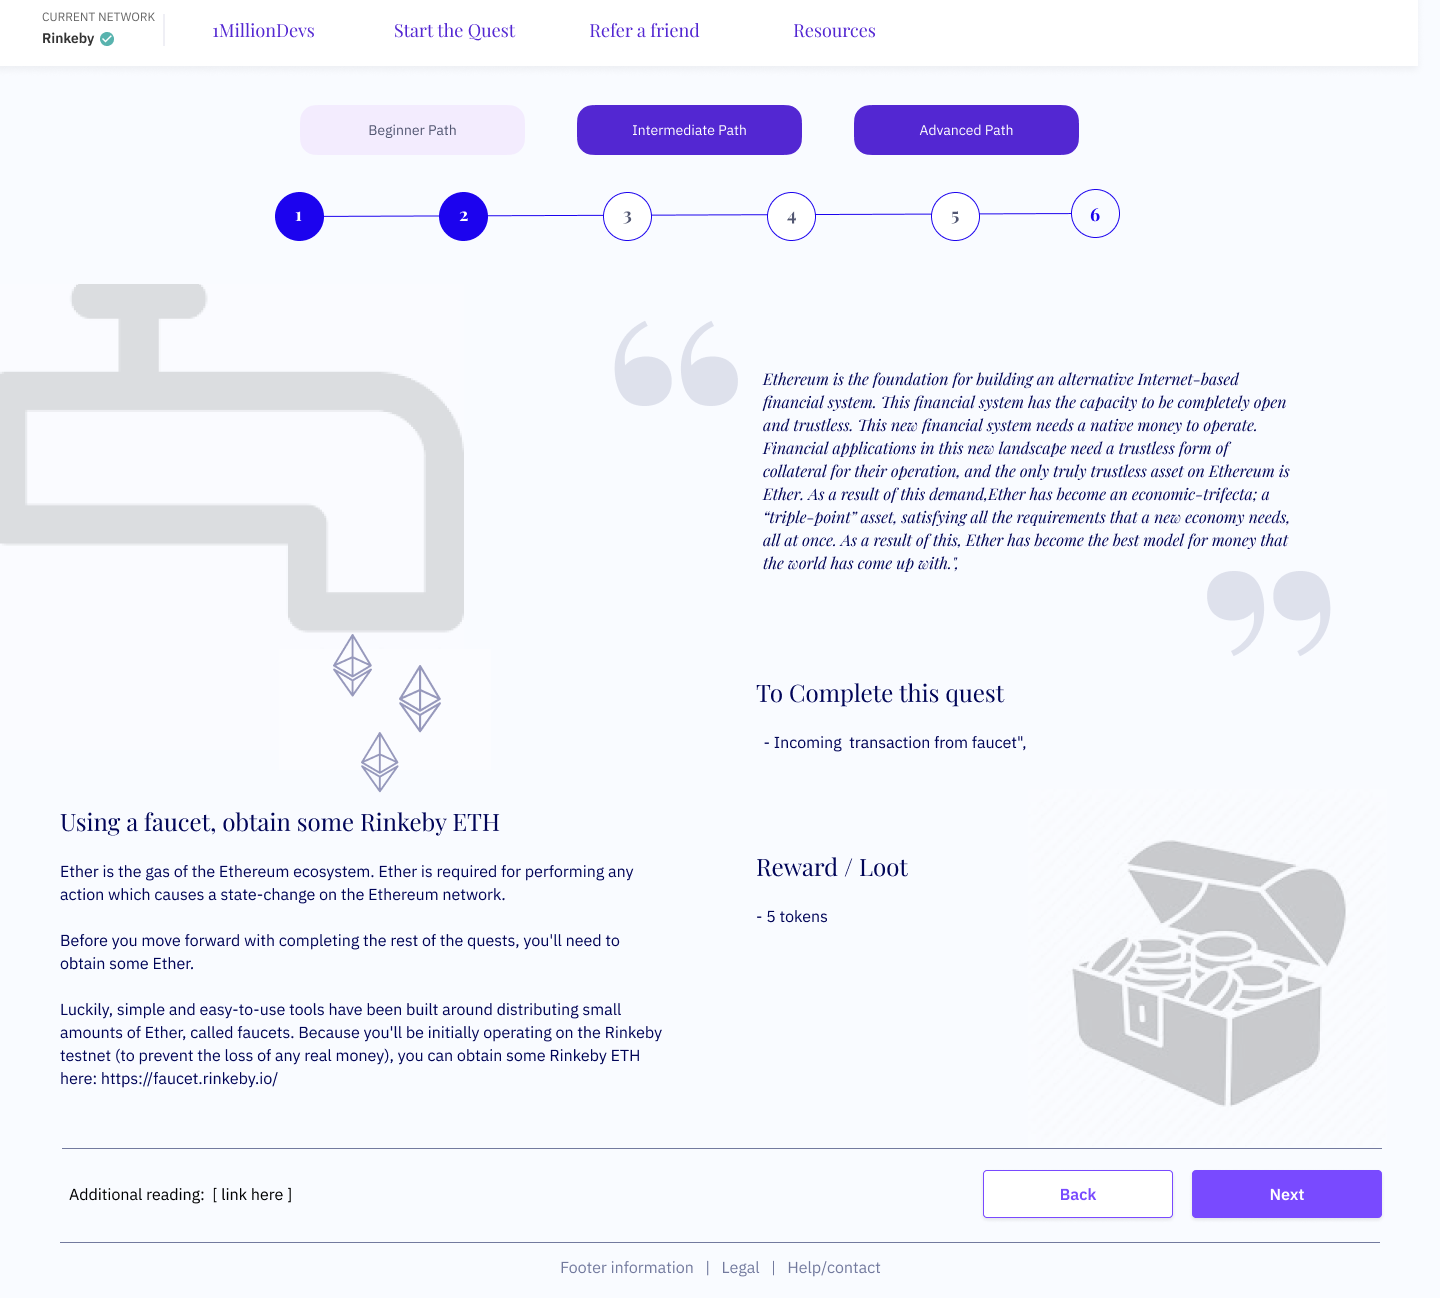 CURRENT NETWORK
Rinkeby
1MillionDevs
Start the Quest
Refer a friend
Resources
Beginner Path
Intermediate Path
Advanced Path
1
2
3
4
5
6
“
Ethereum is the foundation for building an alternative Internet-based
financial system. This financial system has the capacity to be completely open
and trustless. This new financial system needs a native money to operate.
Financial applications in this new landscape need a trustless form of
collateral for their operation, and the only truly trustless asset on Ethereum is
Ether. As a result of this demand,Ether has become an economic-trifecta; a
“triple-point” asset, satisfying all the requirements that a new economy needs,
all at once. As a result of this, Ether has become the best model for money that
the world has come up with.",
”
To Complete this quest
- Incoming  transaction from faucet",
Using a faucet, obtain some Rinkeby ETH
Ether is the gas of the Ethereum ecosystem. Ether is required for performing any
action which causes a state-change on the Ethereum network.
Before you move forward with completing the rest of the quests, you'll need to
obtain some Ether.
Luckily, simple and easy-to-use tools have been built around distributing small
amounts of Ether, called faucets. Because you'll be initially operating on the Rinkeby
testnet (to prevent the loss of any real money), you can obtain some Rinkeby ETH
here: https://faucet.rinkeby.io/
Reward / Loot
- 5 tokens
Additional reading:  [ link here ]
Back
Next
Footer information | Legal | Help/contact